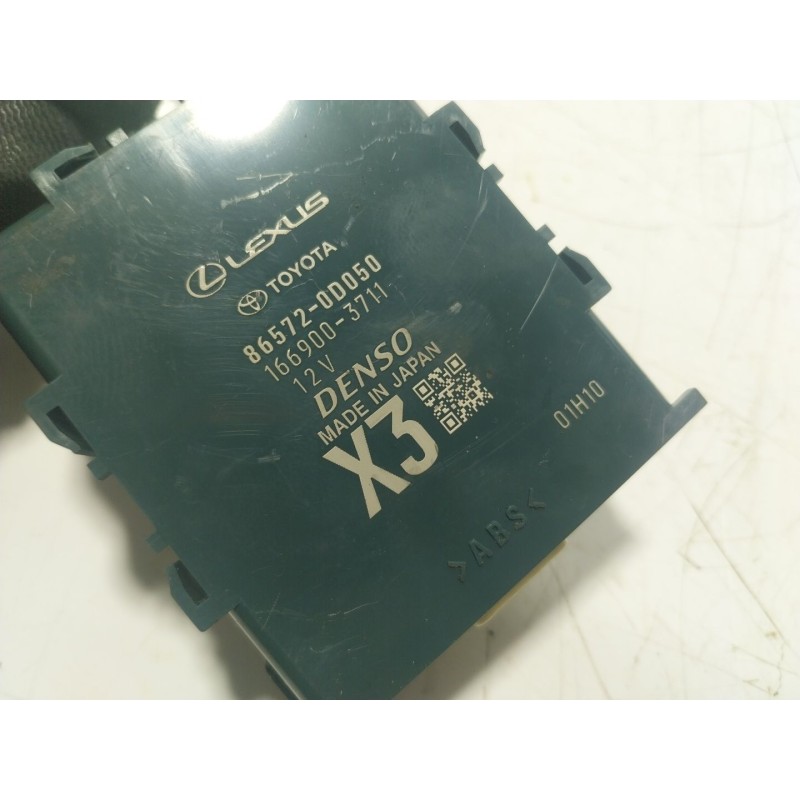 LEXUS
TOYOTA
86572-0D050
166900-3711
12V
DENSO
MADE IN JAPAN
X3
01H10
>ABS<